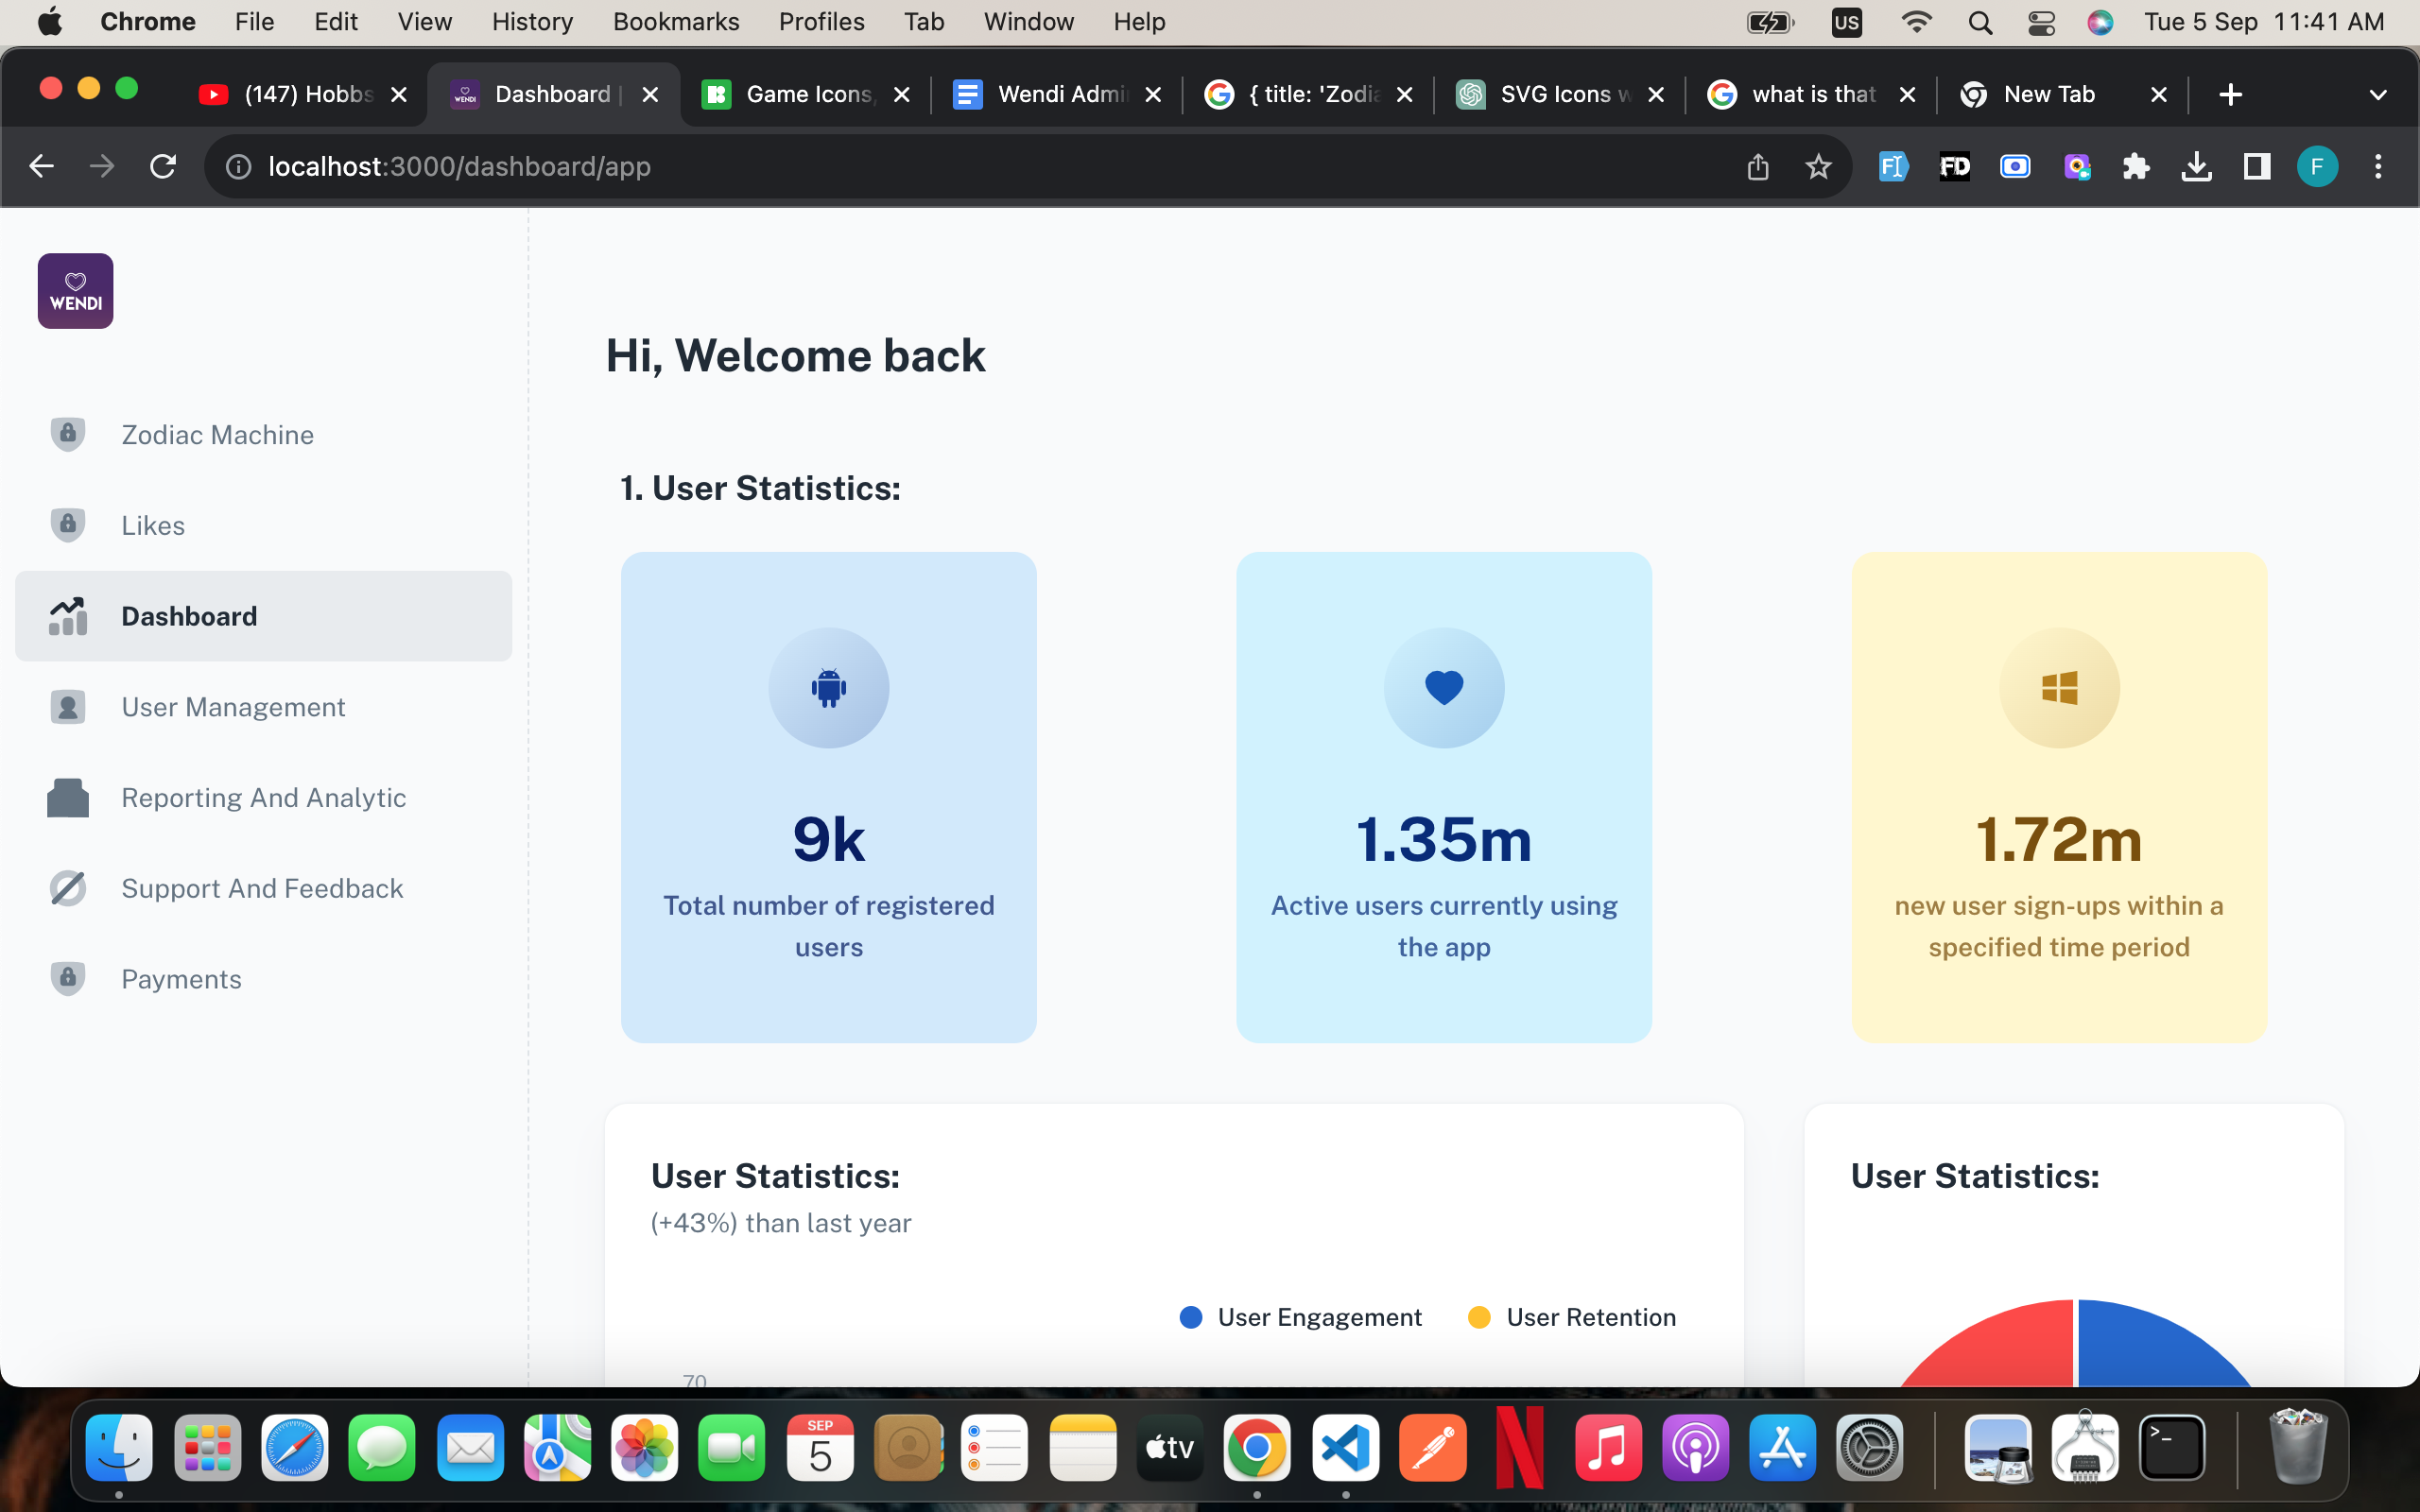 Chrome File Edit View History Bookmarks Profiles Tab Window Help US Tue 5 Sep 11:41 AM
(147) Hobbs Dashboard | Game Icons, Wendi Admi { title: 'Zodia SVG Icons w what is that New Tab
localhost:3000/dashboard/app FD F
WENDI
Hi, Welcome back
Zodiac Machine
1. User Statistics:
Likes
Dashboard
User Management
Reporting And Analytic
Support And Feedback
Payments
9k
Total number of registered
users
1.35m
Active users currently using
the app
1.72m
new user sign-ups within a
specified time period
User Statistics:
(+43%) than last year
User Engagement User Retention
70
User Statistics:
SEP
5
tv